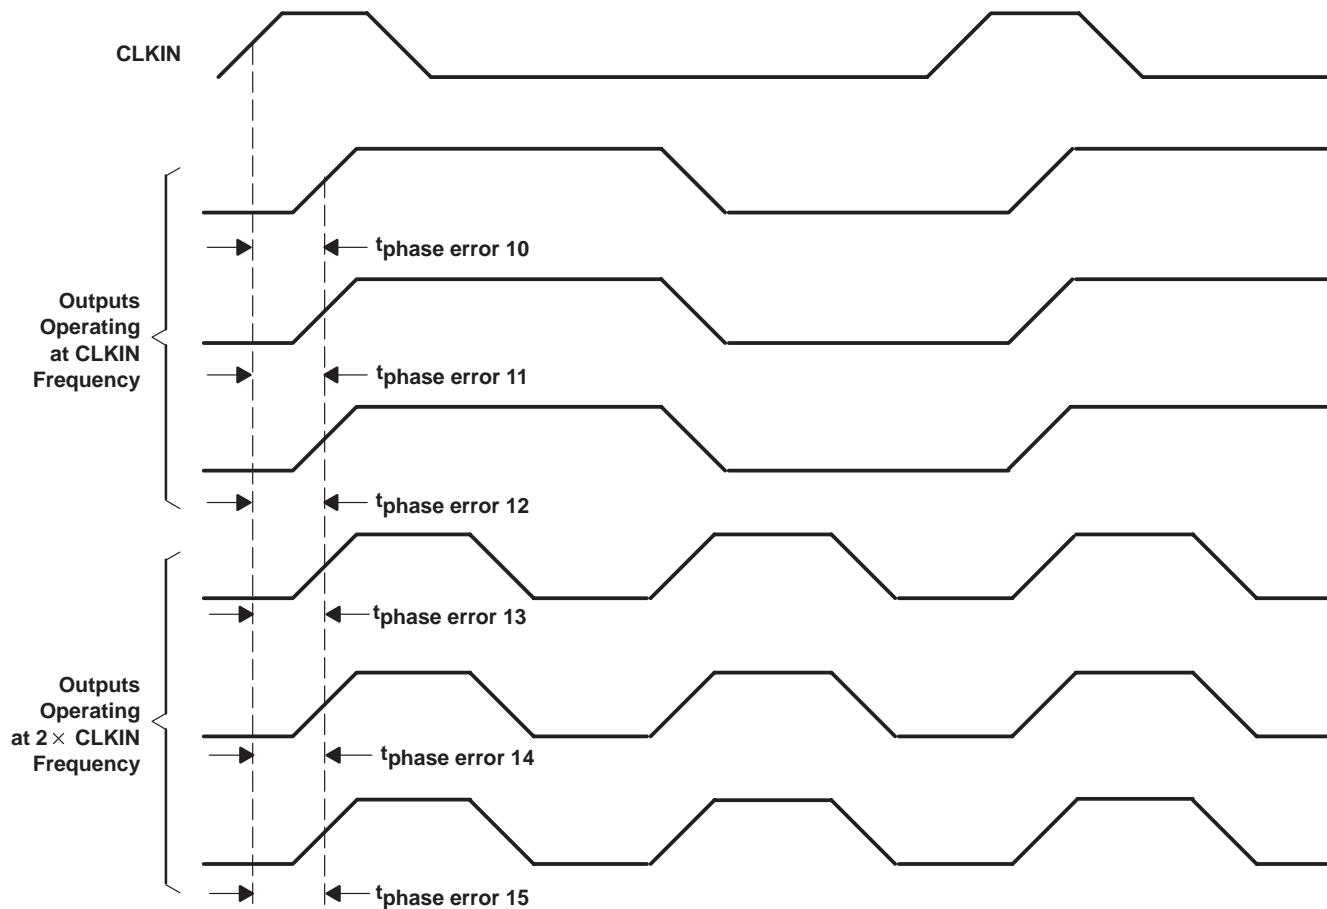 CLKIN
tphase error 10
Outputs
Operating
at CLKIN
Frequency
tphase error 11
tphase error 12
tphase error 13
Outputs
Operating
at 2× CLKIN
Frequency
tphase error 14
tphase error 15